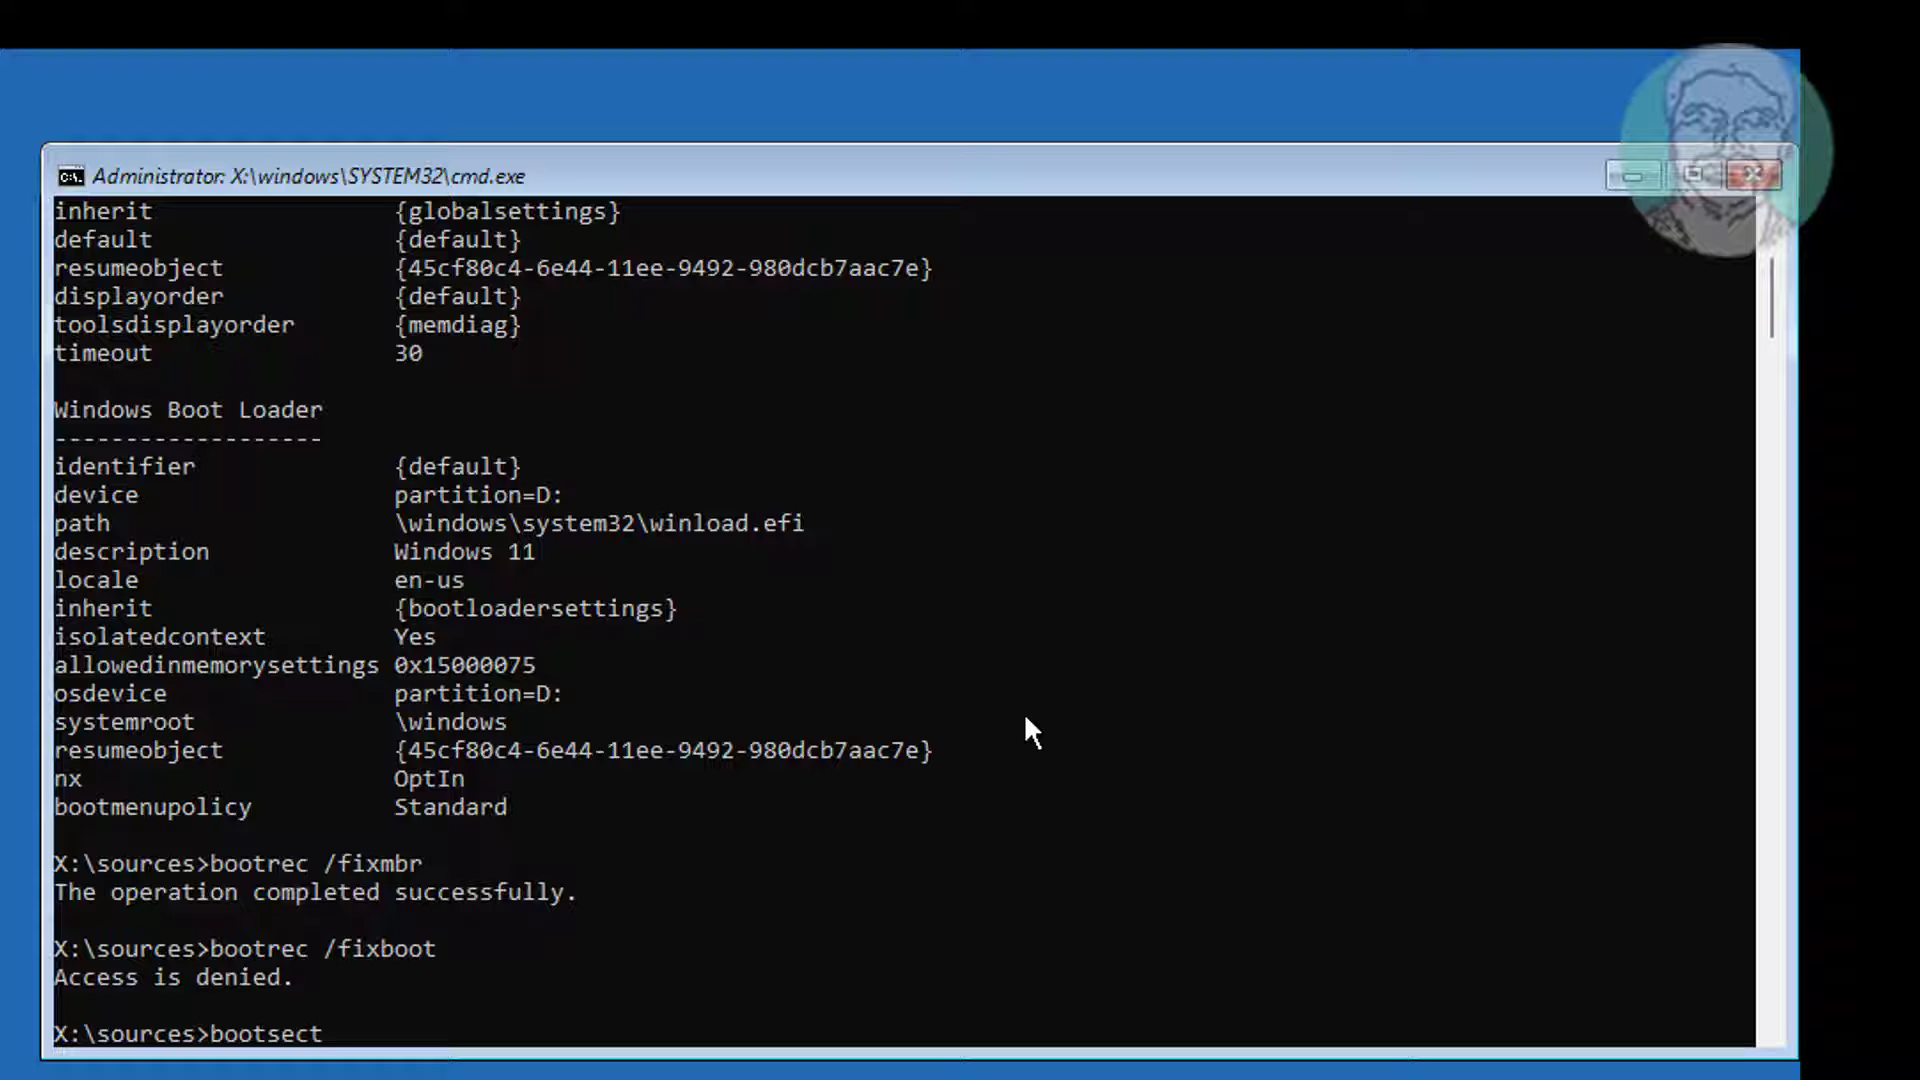 Administrator: X:\windows\SYSTEM32\cmd.exe
inherit {globalsettings}
default {default}
resumeobject {45cf80c4-6e44-11ee-9492-980dcb7aac7e}
displayorder {default}
toolsdisplayorder {memdiag}
timeout 30
Windows Boot Loader
-------------------
identifier {default}
device partition=D:
path \windows\system32\winload.efi
description Windows 11
locale en-us
inherit {bootloadersettings}
isolatedcontext Yes
allowedinmemorysettings 0x15000075
osdevice partition=D:
systemroot \windows
resumeobject {45cf80c4-6e44-11ee-9492-980dcb7aac7e}
nx OptIn
bootmenupolicy Standard
X:\sources>bootrec /fixmbr
The operation completed successfully.
X:\sources>bootrec /fixboot
Access is denied.
X:\sources>bootsect